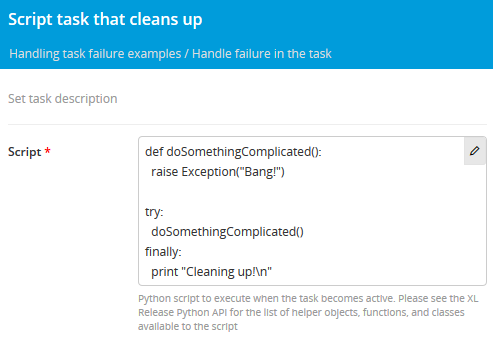 Script task that cleans up
Handling task failure examples / Handle failure in the task
Set task description
Script *
def doSomethingComplicated():
  raise Exception("Bang!")

try:
  doSomethingComplicated()
finally:
  print "Cleaning up!\n"
Python script to execute when the task becomes active. Please see the XL
Release Python API for the list of helper objects, functions, and classes
available to the script